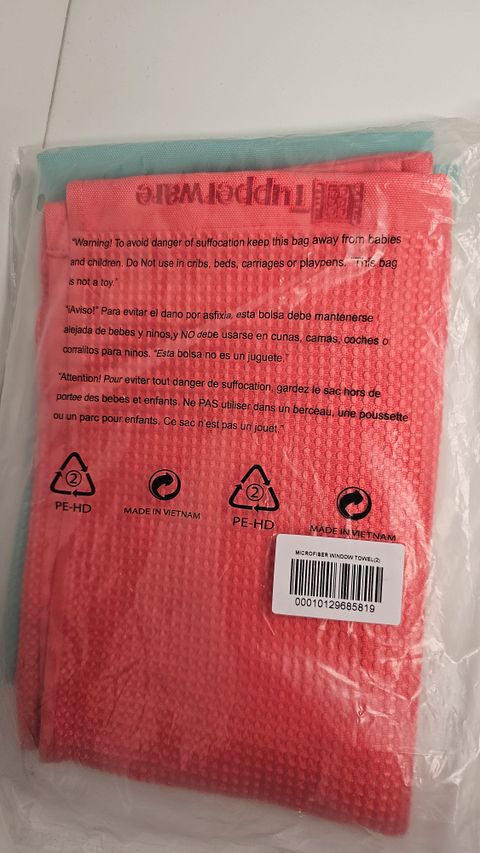 Tupperware
"Warning! To avoid danger of suffocation keep this bag away from babies
and children. Do Not use in cribs, beds, carriages or playpens. "This bag
is not a toy."
"¡Aviso!" Para evitar el dano por asfixia, esta bolsa debe mantenerse
alejada de bebes y ninos,y NO debe usarse en cunas, camas, coches o
corralitos para ninos. "Esta bolsa no es un juguete."
"Attention! Pour eviter tout danger de suffocation, gardez le sac hors de
portee des bebes et enfants. Ne PAS utiliser dans un berceau, une poussette
ou un parc pour enfants. Ce sac n'est pas un jouet."
2
PE-HD
MADE IN VIETNAM
2
PE-HD
MADE IN VIETNAM
MICROFIBER WINDOW TOWEL(2)
00010129685819